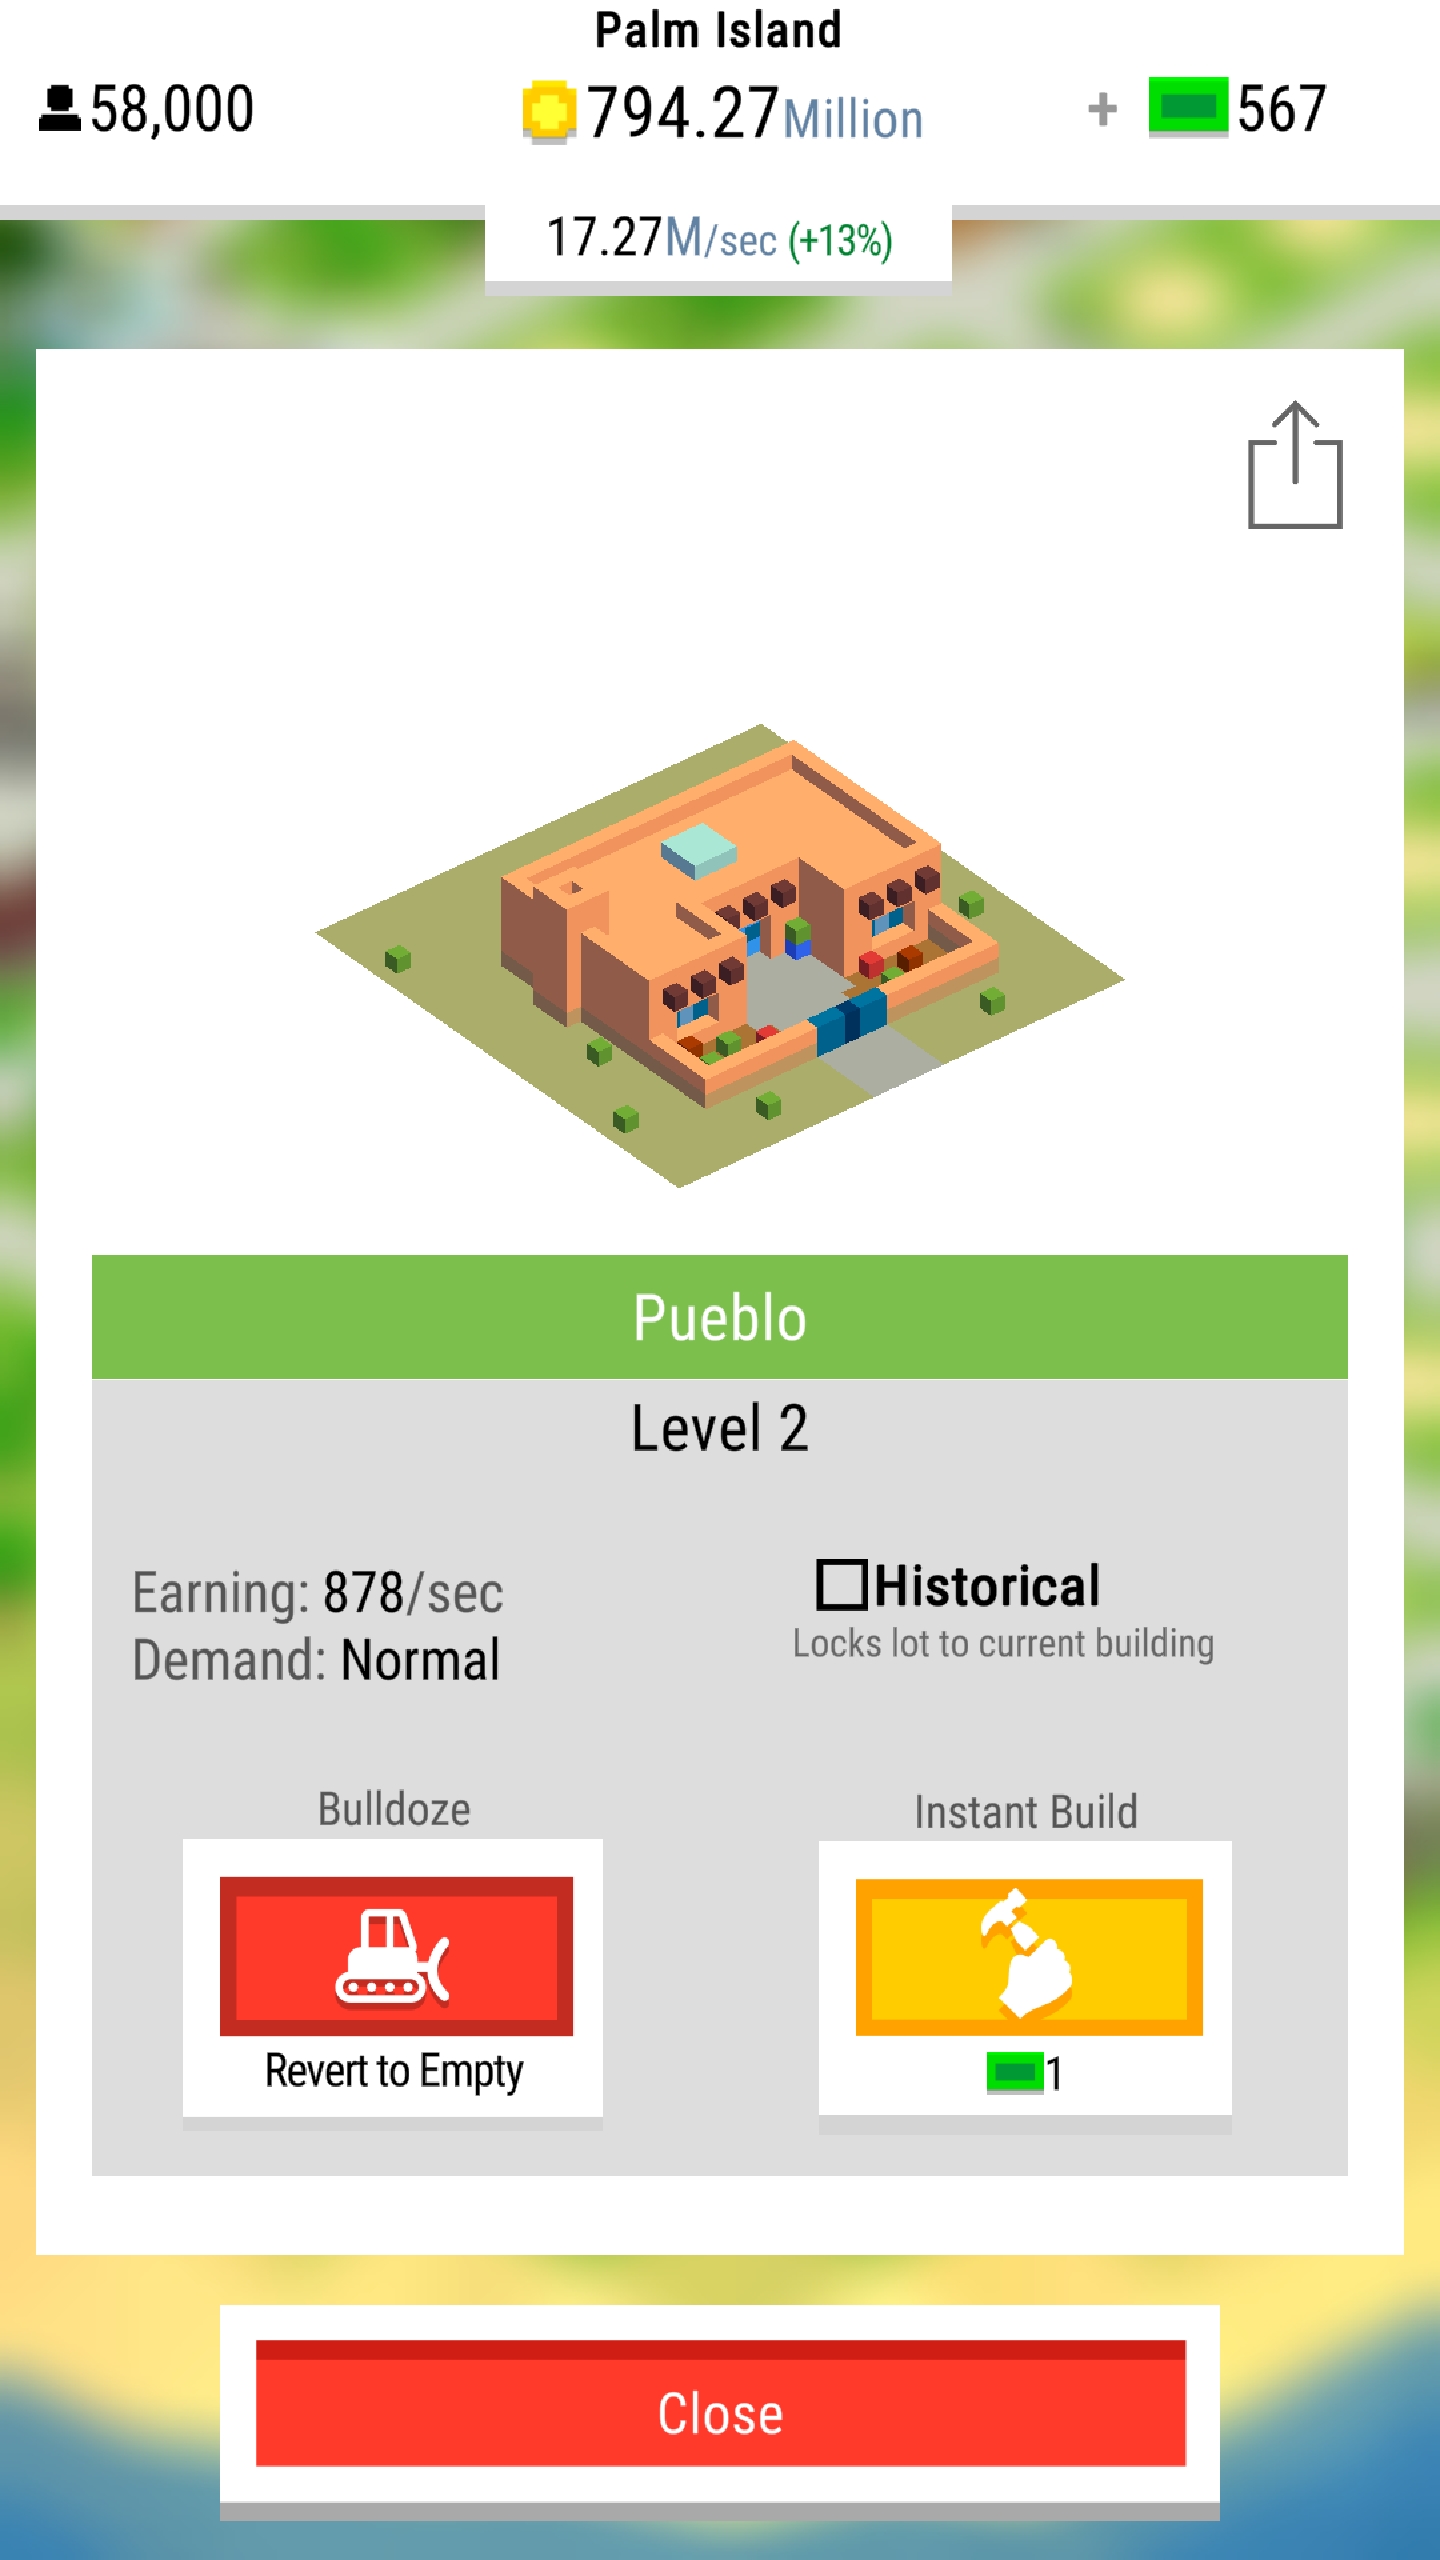 Palm Island
58,000
794.27Million
+ 567
17.27M/sec (+13%)
Pueblo
Level 2
Earning: 878/sec
Demand: Normal
Historical
Locks lot to current building
Bulldoze
Revert to Empty
Instant Build
1
Close